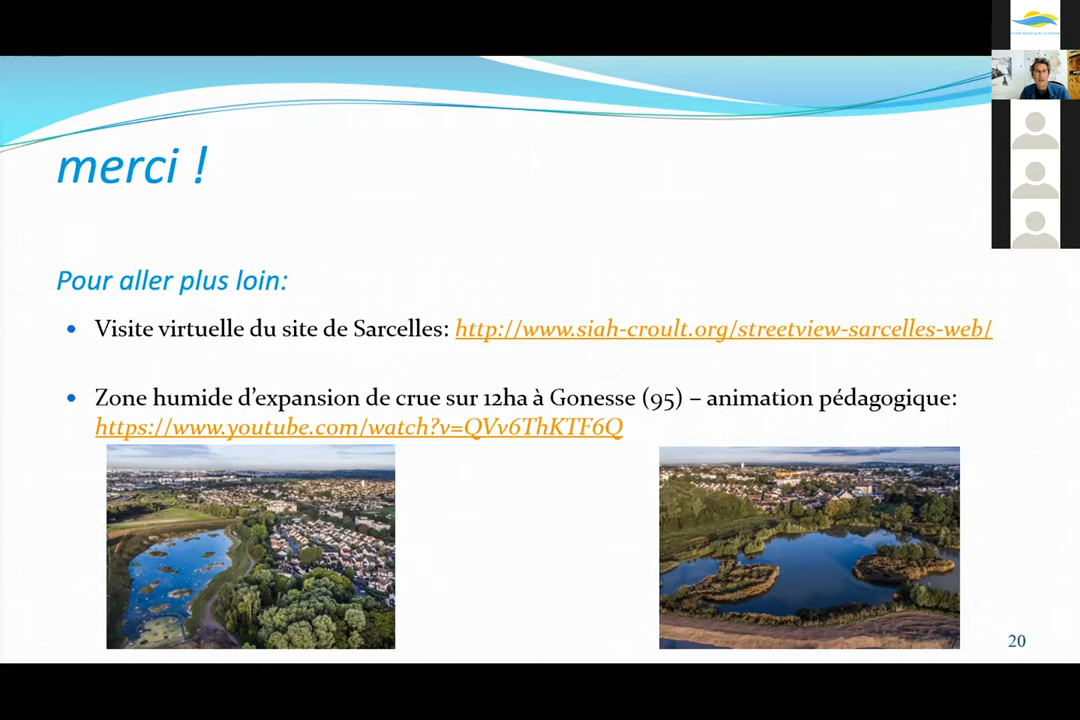 merci !
Pour aller plus loin:
• Visite virtuelle du site de Sarcelles: http://www.siah-croult.org/streetview-sarcelles-web/
• Zone humide d’expansion de crue sur 12ha à Gonesse (95) – animation pédagogique:
https://www.youtube.com/watch?v=QVv6ThKTF6Q
20